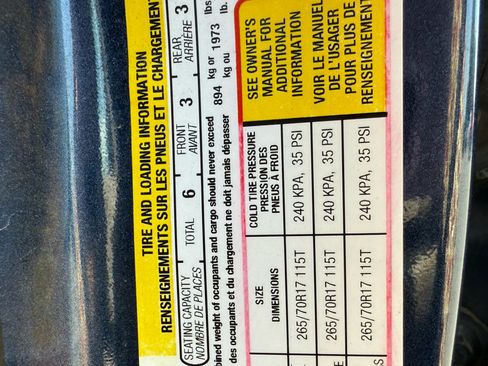 TIRE AND LOADING INFORMATION
RENSEIGNEMENTS SUR LES PNEUS ET LE CHARGEMENT
SEATING CAPACITY TOTAL 6 FRONT 3 REAR 3
NOMBRE DE PLACES AVANT ARRIÈRE
weight of occupants and cargo should never exceed 894 kg or 1973 lbs
des occupants et du chargement ne doit jamais dépasser kg ou lb.
SIZE
DIMENSIONS
COLD TIRE PRESSURE
PRESSION DES
PNEUS À FROID
265/70R17 115T 240 KPA, 35 PSI
265/70R17 115T 240 KPA, 35 PSI
265/70R17 115T 240 KPA, 35 PSI
SEE OWNER'S
MANUAL FOR
ADDITIONAL
INFORMATION
VOIR LE MANUEL
DE L'USAGER
POUR PLUS DE
RENSEIGNEMENT